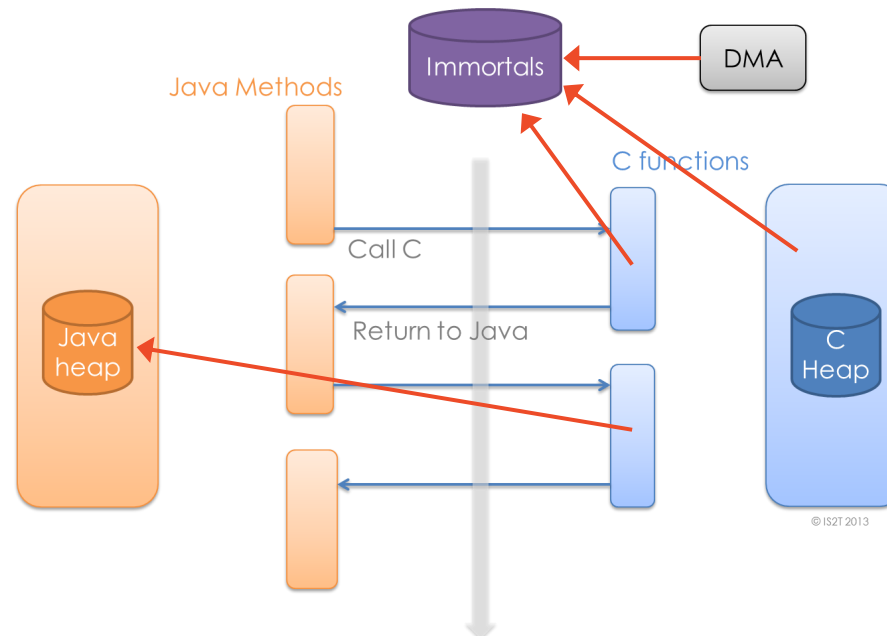 Immortals
DMA
Java Methods
C functions
Call C
Return to Java
Java
heap
C
Heap
© IS2T 2013